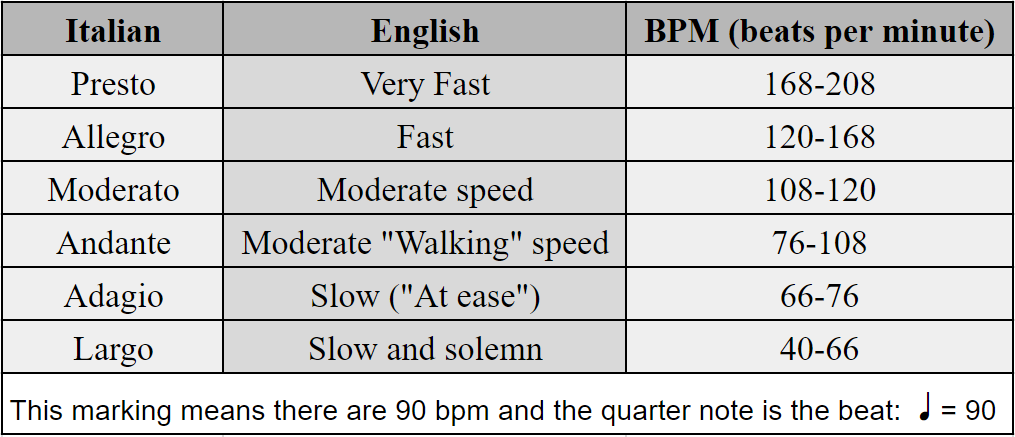 Italian English BPM (beats per minute)
Presto Very Fast 168-208
Allegro Fast 120-168
Moderato Moderate speed 108-120
Andante Moderate "Walking" speed 76-108
Adagio Slow ("At ease") 66-76
Largo Slow and solemn 40-66
This marking means there are 90 bpm and the quarter note is the beat: ♩ = 90